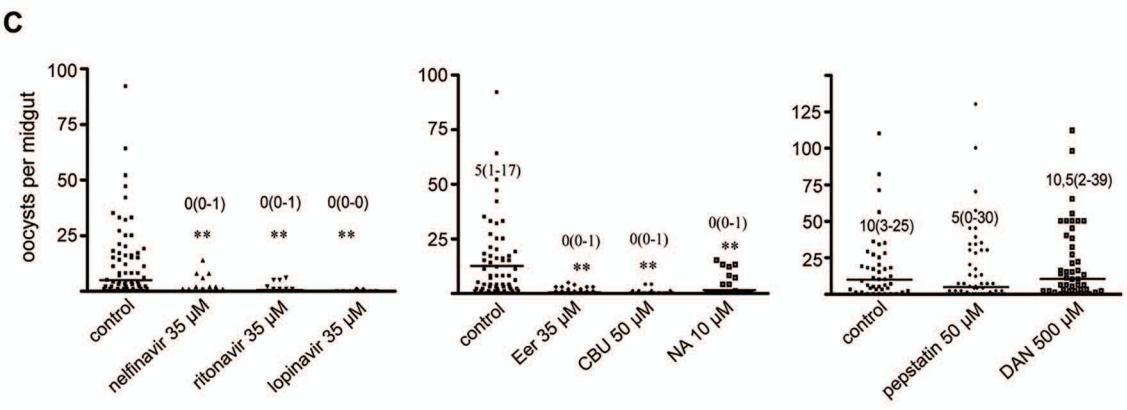 C
oocysts per midgut
100
75
50
25
0(0-1)
**
0(0-1)
**
0(0-0)
**
control
nelfinavir 35 µM
ritonavir 35 µM
lopinavir 35 µM
100
75
50
25
5(1-17)
0(0-1)
**
0(0-1)
**
0(0-1)
**
control
Eer 35 µM
CBU 50 µM
NA 10 µM
125
100
75
50
25
10(3-25)
5(0-30)
10,5(2-39)
control
pepstatin 50 µM
DAN 500 µM